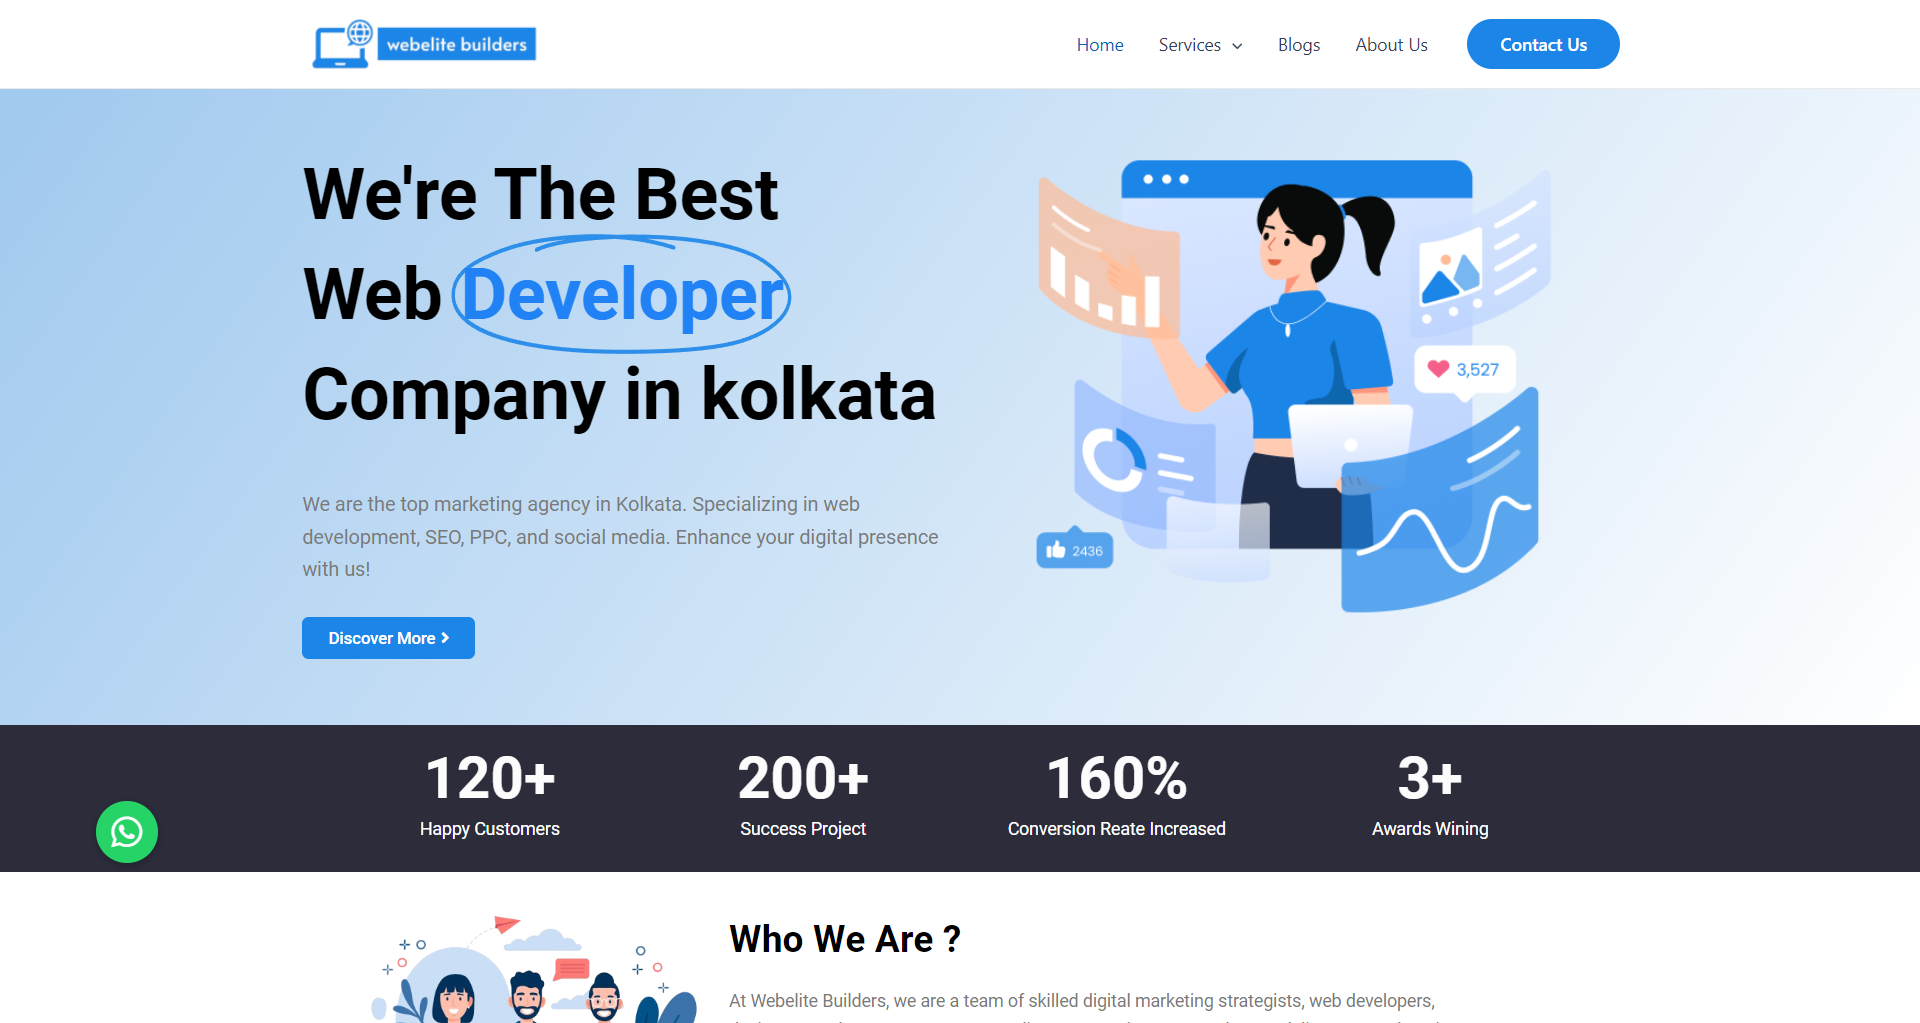 webelite builders
Home
Services
Blogs
About Us
Contact Us
We're The Best
Web Developer
Company in kolkata
We are the top marketing agency in Kolkata. Specializing in web
development, SEO, PPC, and social media. Enhance your digital presence
with us!
Discover More
3,527
2436
120+
Happy Customers
200+
Success Project
160%
Conversion Reate Increased
3+
Awards Wining
Who We Are ?
At Webelite Builders, we are a team of skilled digital marketing strategists, web developers,